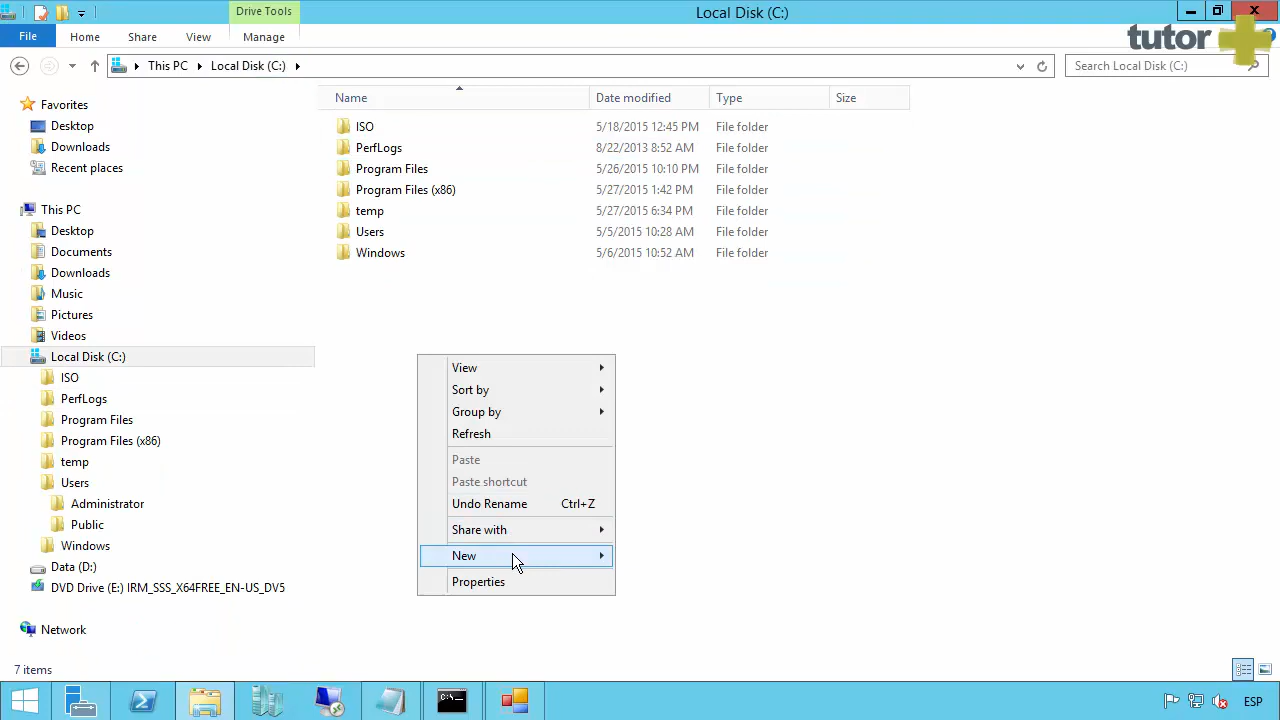 Drive Tools
Local Disk (C:)
File Home Share View Manage
tutor
This PC Local Disk (C:)
Search Local Disk (C:)
Name Date modified Type Size
ISO 5/18/2015 12:45 PM File folder
PerfLogs 8/22/2013 8:52 AM File folder
Program Files 5/26/2015 10:10 PM File folder
Program Files (x86) 5/27/2015 1:42 PM File folder
temp 5/27/2015 6:34 PM File folder
Users 5/5/2015 10:28 AM File folder
Windows 5/6/2015 10:52 AM File folder
Favorites
Desktop
Downloads
Recent places
This PC
Desktop
Documents
Downloads
Music
Pictures
Videos
Local Disk (C:)
ISO
PerfLogs
Program Files
Program Files (x86)
temp
Users
Administrator
Public
Windows
Data (D:)
DVD Drive (E:) IRM_SSS_X64FREE_EN-US_DV5
Network
View
Sort by
Group by
Refresh
Paste
Paste shortcut
Undo Rename Ctrl+Z
Share with
New
Properties
7 items
ESP